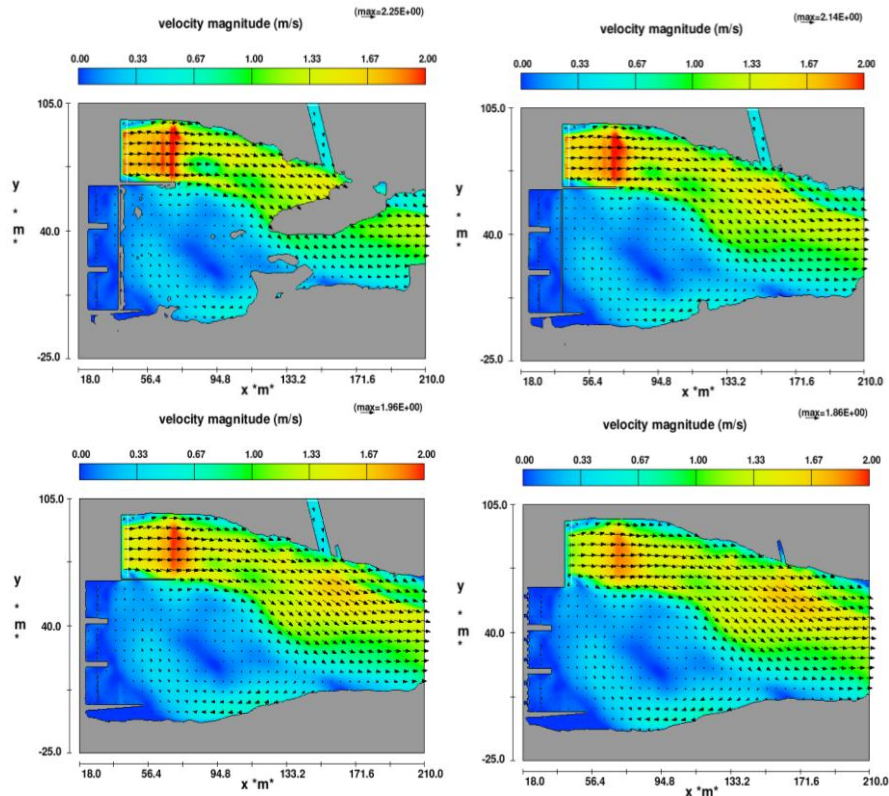 (max=2.25E+00)
velocity magnitude (m/s)
0.00 0.33 0.67 1.00 1.33 1.67 2.00
105.0
y
*m*
40.0
-25.0
18.0 56.4 94.8 133.2 171.6 210.0
x *m*
(max=2.14E+00)
velocity magnitude (m/s)
0.00 0.33 0.67 1.00 1.33 1.67 2.00
105.0
y
*m*
40.0
-25.0
18.0 56.4 94.8 133.2 171.6 210.0
x *m*
(max=1.96E+00)
velocity magnitude (m/s)
0.00 0.33 0.67 1.00 1.33 1.67 2.00
105.0
y
*m*
40.0
-25.0
18.0 56.4 94.8 133.2 171.6 210.0
x *m*
(max=1.86E+00)
velocity magnitude (m/s)
0.00 0.33 0.67 1.00 1.33 1.67 2.00
105.0
y
*m*
40.0
-25.0
18.0 56.4 94.8 133.2 171.6 210.0
x *m*